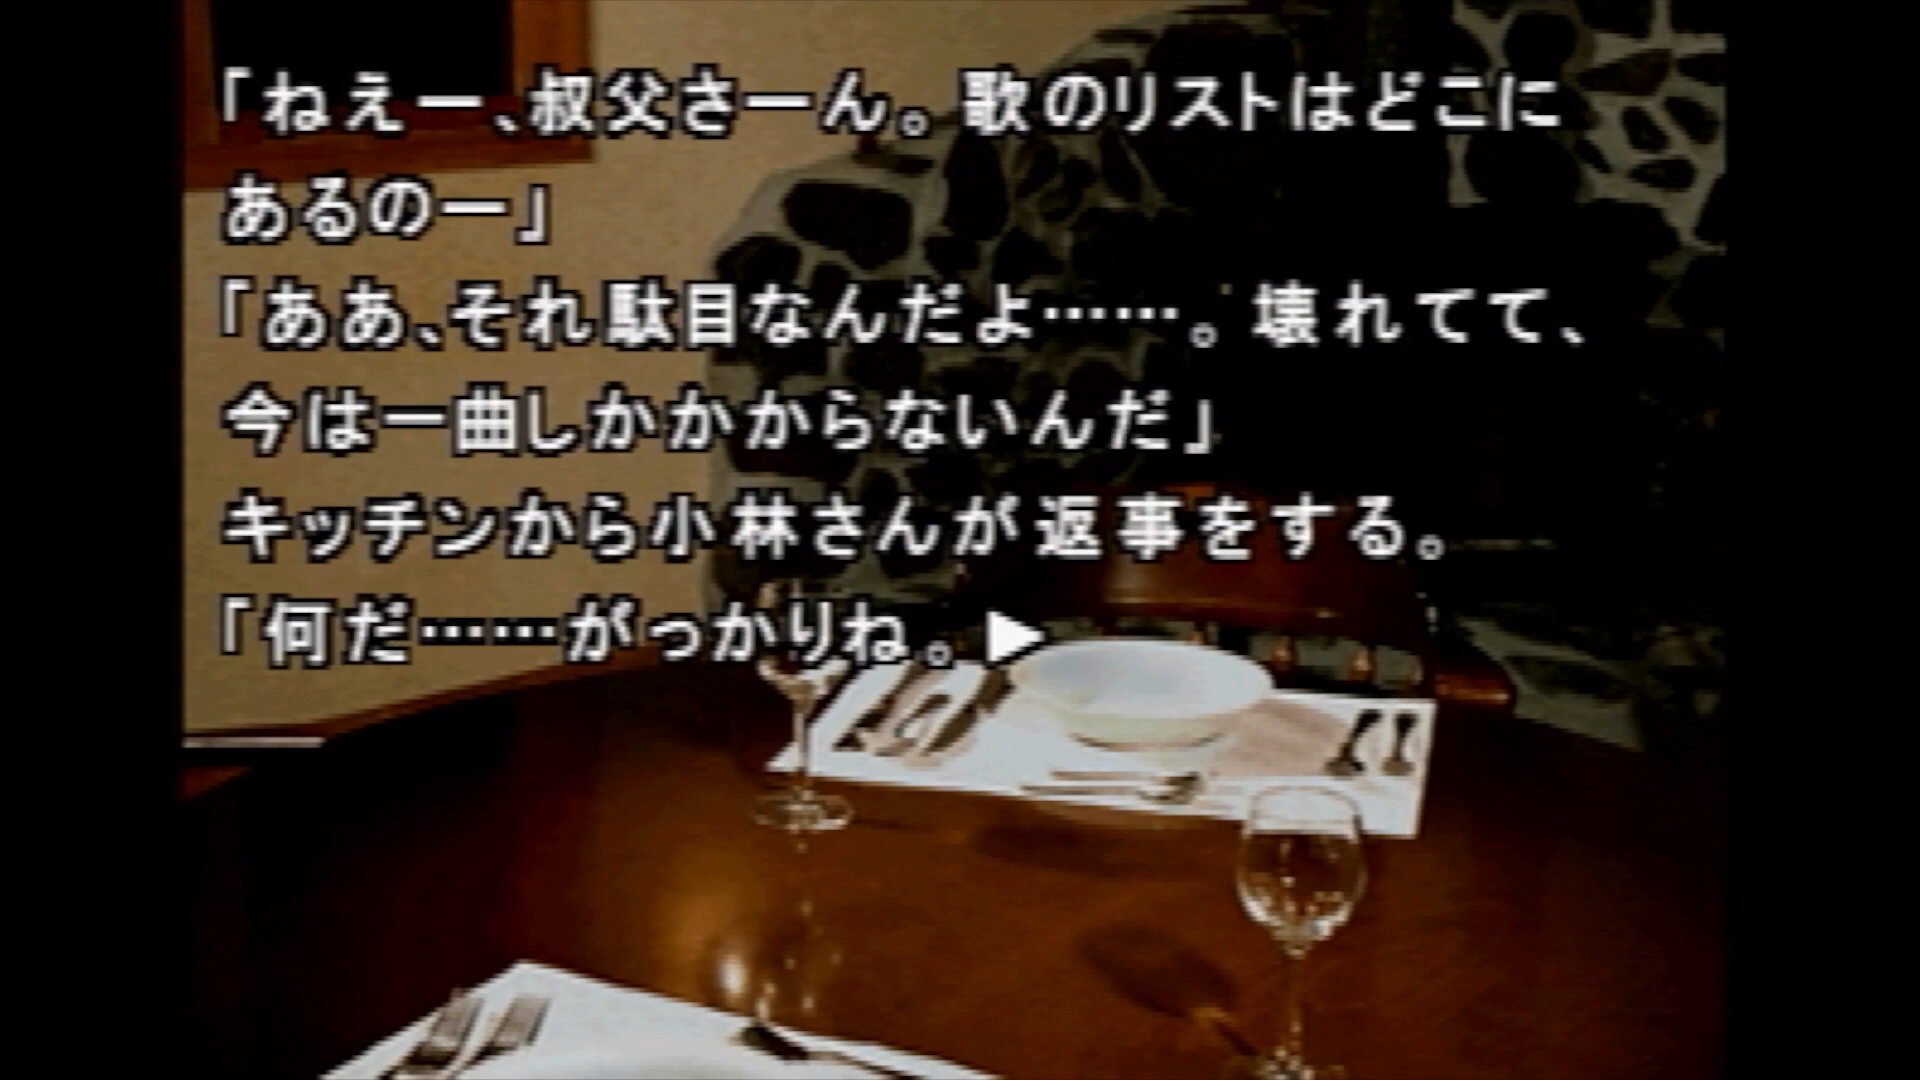 「ねえー、叔父さーん。歌のリストはどこに
あるのー」
「ああ、それ駄目なんだよ……。壊れてて、
今は一曲しかかからないんだ」
キッチンから小林さんが返事をする。
「何だ……がっかりね。▶